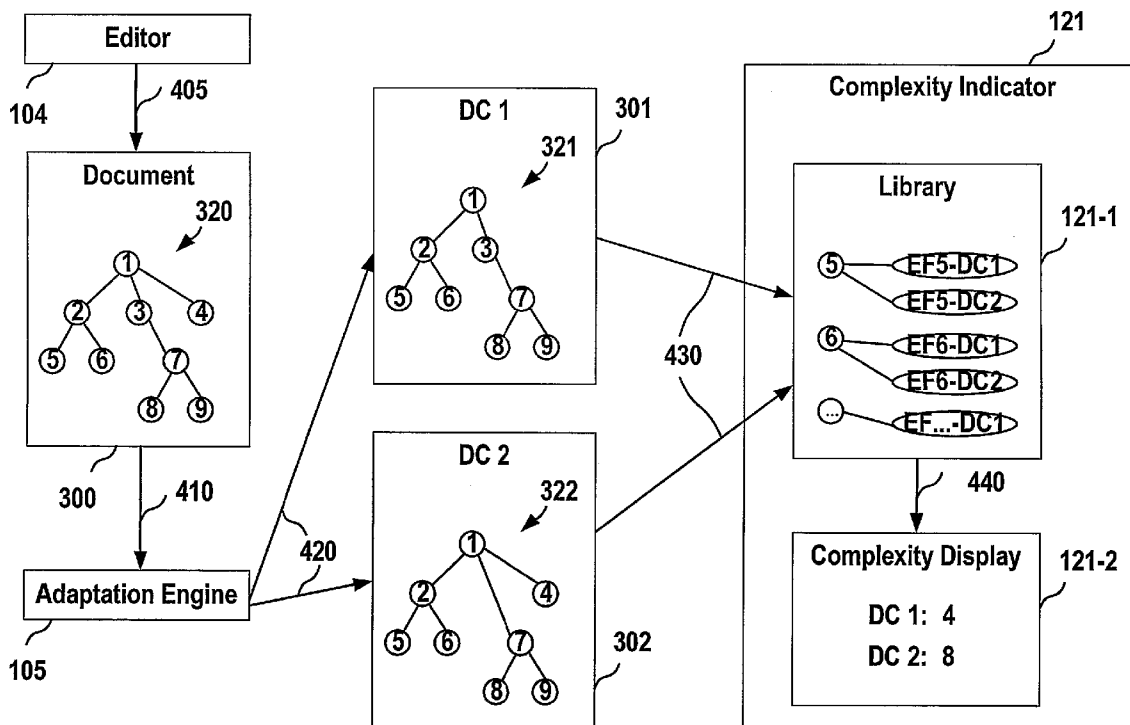 Editor
104
405
Document
320
1
2 3 4
5 6 7
8 9
300
410
Adaptation Engine
105
420
DC 1
301
321
1
2 3
5 6 7
8 9
DC 2
322
1
2 4
5 6 7
8 9
302
430
121
Complexity Indicator
Library
121-1
5 EF5-DC1
EF5-DC2
6 EF6-DC1
EF6-DC2
... EF...-DC1
440
Complexity Display
121-2
DC 1: 4
DC 2: 8